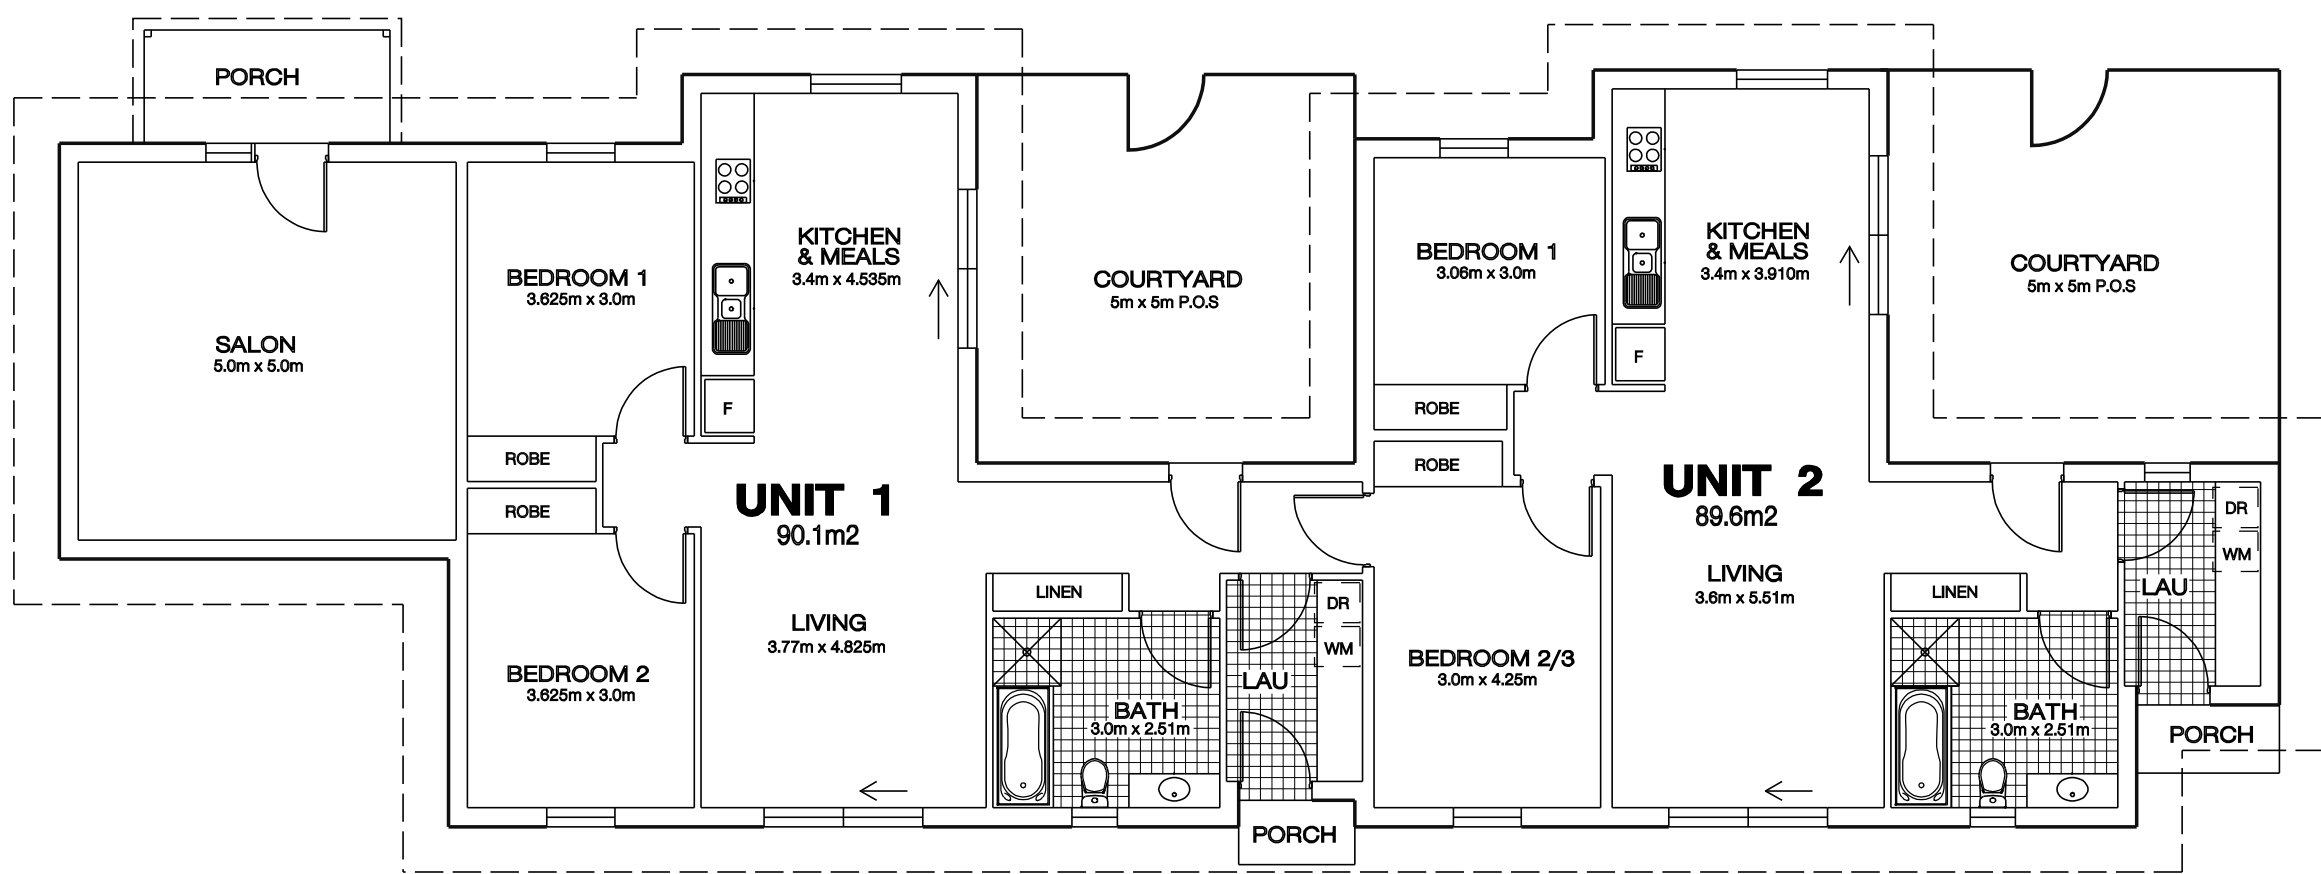 PORCH
SALON
5.0m x 5.0m
BEDROOM 1
3.625m x 3.0m
ROBE
ROBE
BEDROOM 2
3.625m x 3.0m
KITCHEN
& MEALS
3.4m x 4.535m
F
UNIT 1
90.1m2
LIVING
3.77m x 4.825m
COURTYARD
5m x 5m P.O.S
LINEN
BATH
3.0m x 2.51m
DR
WM
LAU
PORCH
BEDROOM 1
3.06m x 3.0m
ROBE
ROBE
BEDROOM 2/3
3.0m x 4.25m
KITCHEN
& MEALS
3.4m x 3.910m
F
UNIT 2
89.6m2
LIVING
3.6m x 5.51m
COURTYARD
5m x 5m P.O.S
LINEN
BATH
3.0m x 2.51m
DR
WM
LAU
PORCH